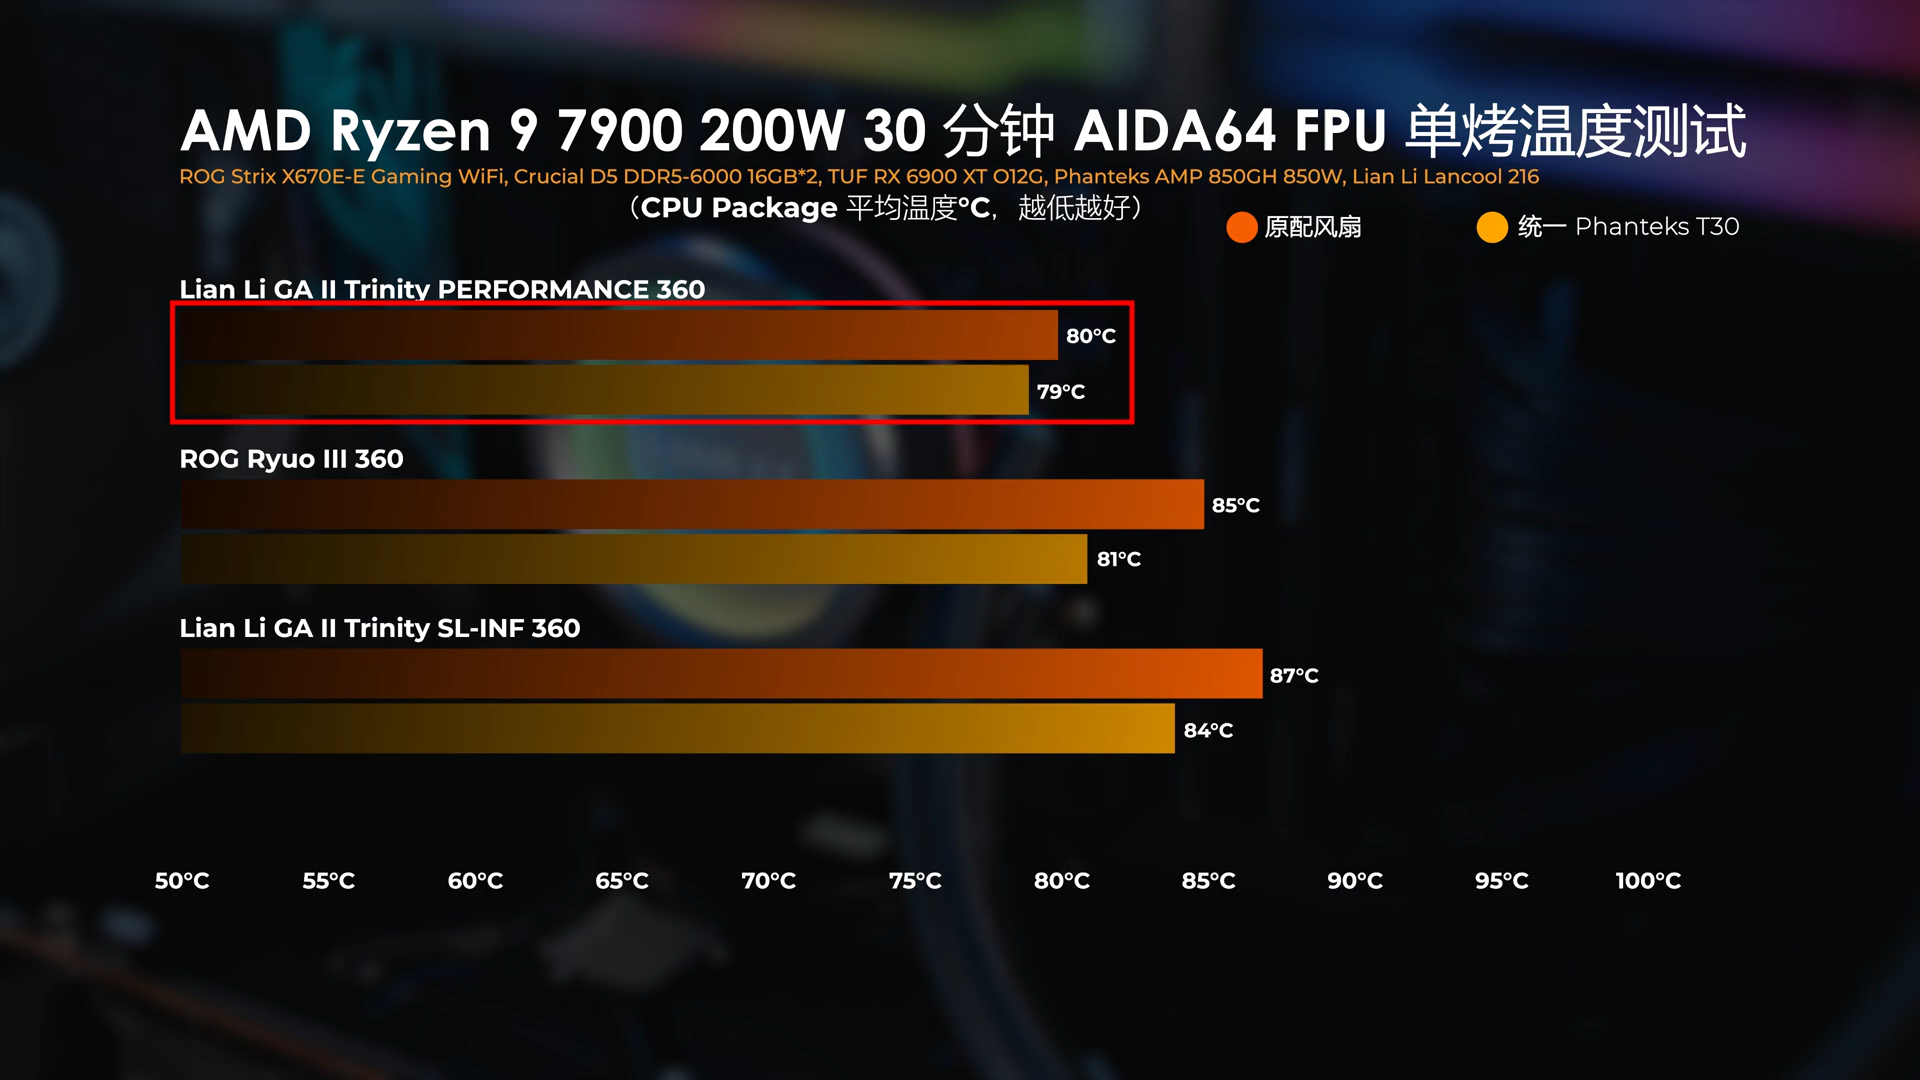 AMD Ryzen 9 7900 200W 30 分钟 AIDA64 FPU 单烤温度测试
ROG Strix X670E-E Gaming WiFi, Crucial D5 DDR5-6000 16GB*2, TUF RX 6900 XT O12G, Phanteks AMP 850GH 850W, Lian Li Lancool 216
（CPU Package 平均温度°C，越低越好）
原配风扇 统一 Phanteks T30
Lian Li GA II Trinity PERFORMANCE 360
80°C
79°C
ROG Ryuo III 360
85°C
81°C
Lian Li GA II Trinity SL-INF 360
87°C
84°C
50°C 55°C 60°C 65°C 70°C 75°C 80°C 85°C 90°C 95°C 100°C